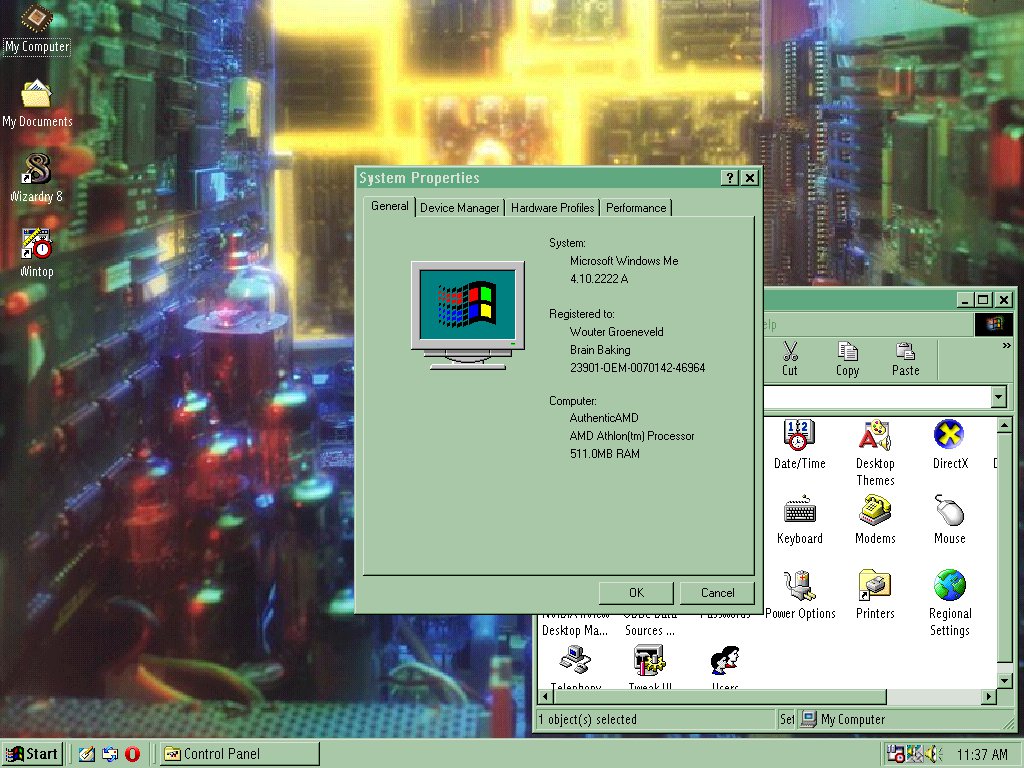 My Computer
My Documents
Wizardry 8
Wintop
System Properties
General
Device Manager
Hardware Profiles
Performance
System:
Microsoft Windows Me
4.10.2222 A
Registered to:
Wouter Groeneveld
Brain Baking
23901-OEM-0070142-46964
Computer:
AuthenticAMD
AMD Athlon(tm) Processor
511.0MB RAM
OK
Cancel
Cut
Copy
Paste
Date/Time
Desktop
Themes
DirectX
Keyboard
Modems
Mouse
Power Options
Printers
Regional
Settings
Desktop Ma...
Sources ...
Passwords
Telephony
Tweak UI
Users
1 object(s) selected
My Computer
Start
Control Panel
11:37 AM